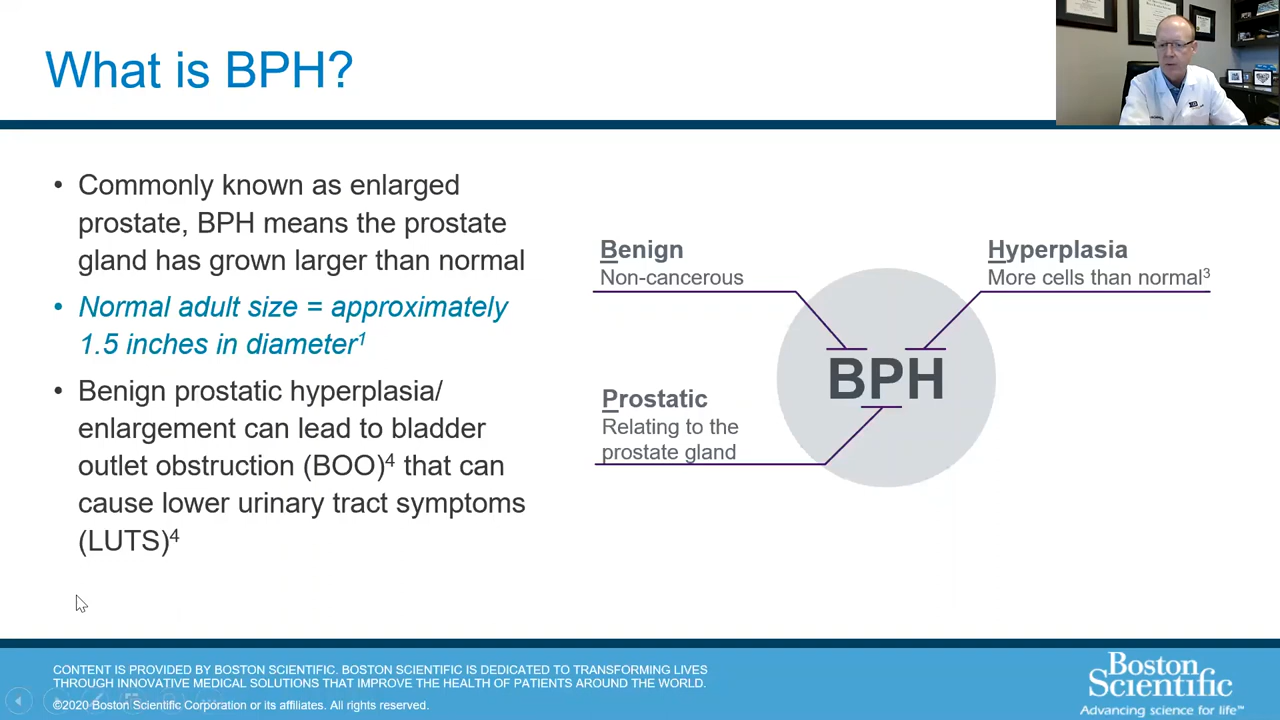 What is BPH?
• Commonly known as enlarged
prostate, BPH means the prostate
gland has grown larger than normal
• Normal adult size = approximately
1.5 inches in diameter¹
• Benign prostatic hyperplasia/
enlargement can lead to bladder
outlet obstruction (BOO)⁴ that can
cause lower urinary tract symptoms
(LUTS)⁴
Benign
Non-cancerous
Hyperplasia
More cells than normal³
BPH
Prostatic
Relating to the
prostate gland
CONTENT IS PROVIDED BY BOSTON SCIENTIFIC. BOSTON SCIENTIFIC IS DEDICATED TO TRANSFORMING LIVES
THROUGH INNOVATIVE MEDICAL SOLUTIONS THAT IMPROVE THE HEALTH OF PATIENTS AROUND THE WORLD.
©2020 Boston Scientific Corporation or its affiliates. All rights reserved.
Boston
Scientific
Advancing science for life™